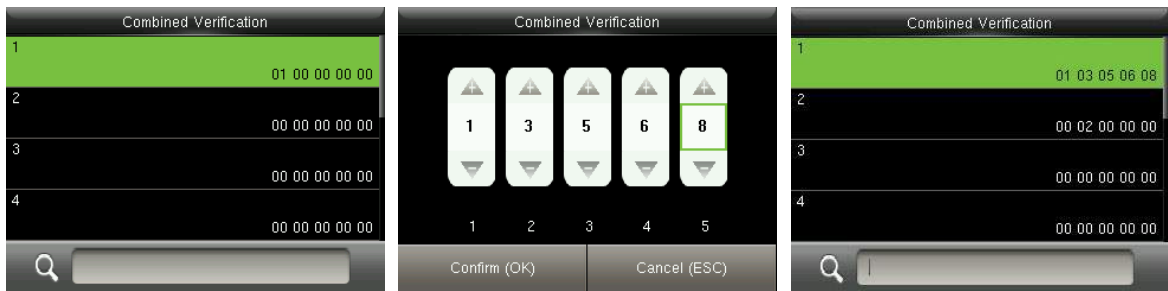 Combined Verification
1
01 00 00 00 00
2
00 00 00 00 00
3
00 00 00 00 00
4
00 00 00 00 00
Combined Verification
1 3 5 6 8
1 2 3 4 5
Confirm (OK) Cancel (ESC)
Combined Verification
1
01 03 05 06 08
2
00 02 00 00 00
3
00 00 00 00 00
4
00 00 00 00 00